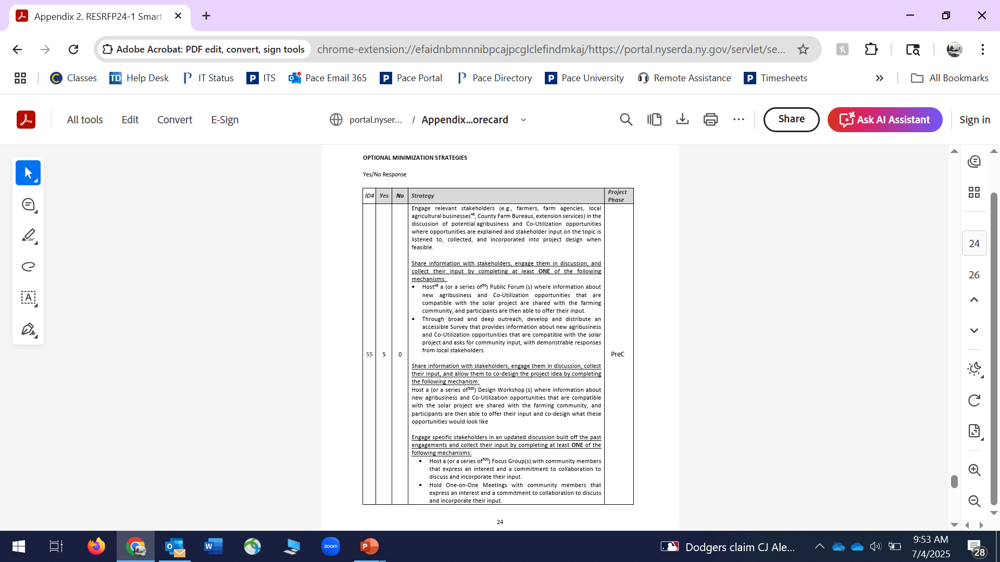 Appendix 2. RESRFP24-1 Smart
Adobe Acrobat: PDF edit, convert, sign tools
chrome-extension://efaidnbmnnnibpcajpcglclefindmkaj/https://portal.nyserda.ny.gov/servlet/se...
Classes
TD Help Desk
P IT Status
P ITS
Pace Email 365
P Pace Portal
P Pace Directory
P Pace University
Remote Assistance
P Timesheets
»
All Bookmarks
All tools
Edit
Convert
E-Sign
portal.nyser... / Appendix...orecard
Share
Ask AI Assistant
Sign in
OPTIONAL MINIMIZATION STRATEGIES
Yes/No Response
ID# Yes No Strategy Project
Phase
Engage relevant stakeholders (e.g., farmers, farm agencies, local
agricultural businesses⁴⁸, County Farm Bureaus, extension services) in the
discussion of potential agribusiness and Co-Utilization opportunities
where opportunities are explained and stakeholder input on the topic is
listened to, collected, and incorporated into project design when
feasible.
Share information with stakeholders, engage them in discussion, and
collect their input by completing at least ONE of the following
mechanisms:
• Host⁴⁹ a (or a series of⁵⁰) Public Forum (s) where information about
new agribusiness and Co-Utilization opportunities that are
compatible with the solar project are shared with the farming
community, and participants are then able to offer their input.
• Through broad and deep outreach, develop and distribute an
accessible Survey that provides information about new agribusiness
and Co-Utilization opportunities that are compatible with the solar
project and asks for community input, with demonstrable responses
from local stakeholders.
55 5 0 PreC
Share information with stakeholders, engage them in discussion, collect
their input, and allow them to co-design the project idea by completing
the following mechanism:
Host a (or a series of⁵⁰⁰) Design Workshop (s) where information about
new agribusiness and Co-Utilization opportunities that are compatible
with the solar project are shared with the farming community, and
participants are then able to offer their input and co-design what these
opportunities would look like
Engage specific stakeholders in an updated discussion built off the past
engagements and collect their input by completing at least ONE of the
following mechanisms:
• Host a (or a series of⁵⁰⁰) Focus Group(s) with community members
that express an interest and a commitment to collaboration to
discuss and incorporate their input.
• Hold One-on-One Meetings with community members that
express an interest and a commitment to collaboration to discuss
and incorporate their input.
24
24
26
zoom
Dodgers claim CJ Ale...
9:53 AM
7/4/2025
28